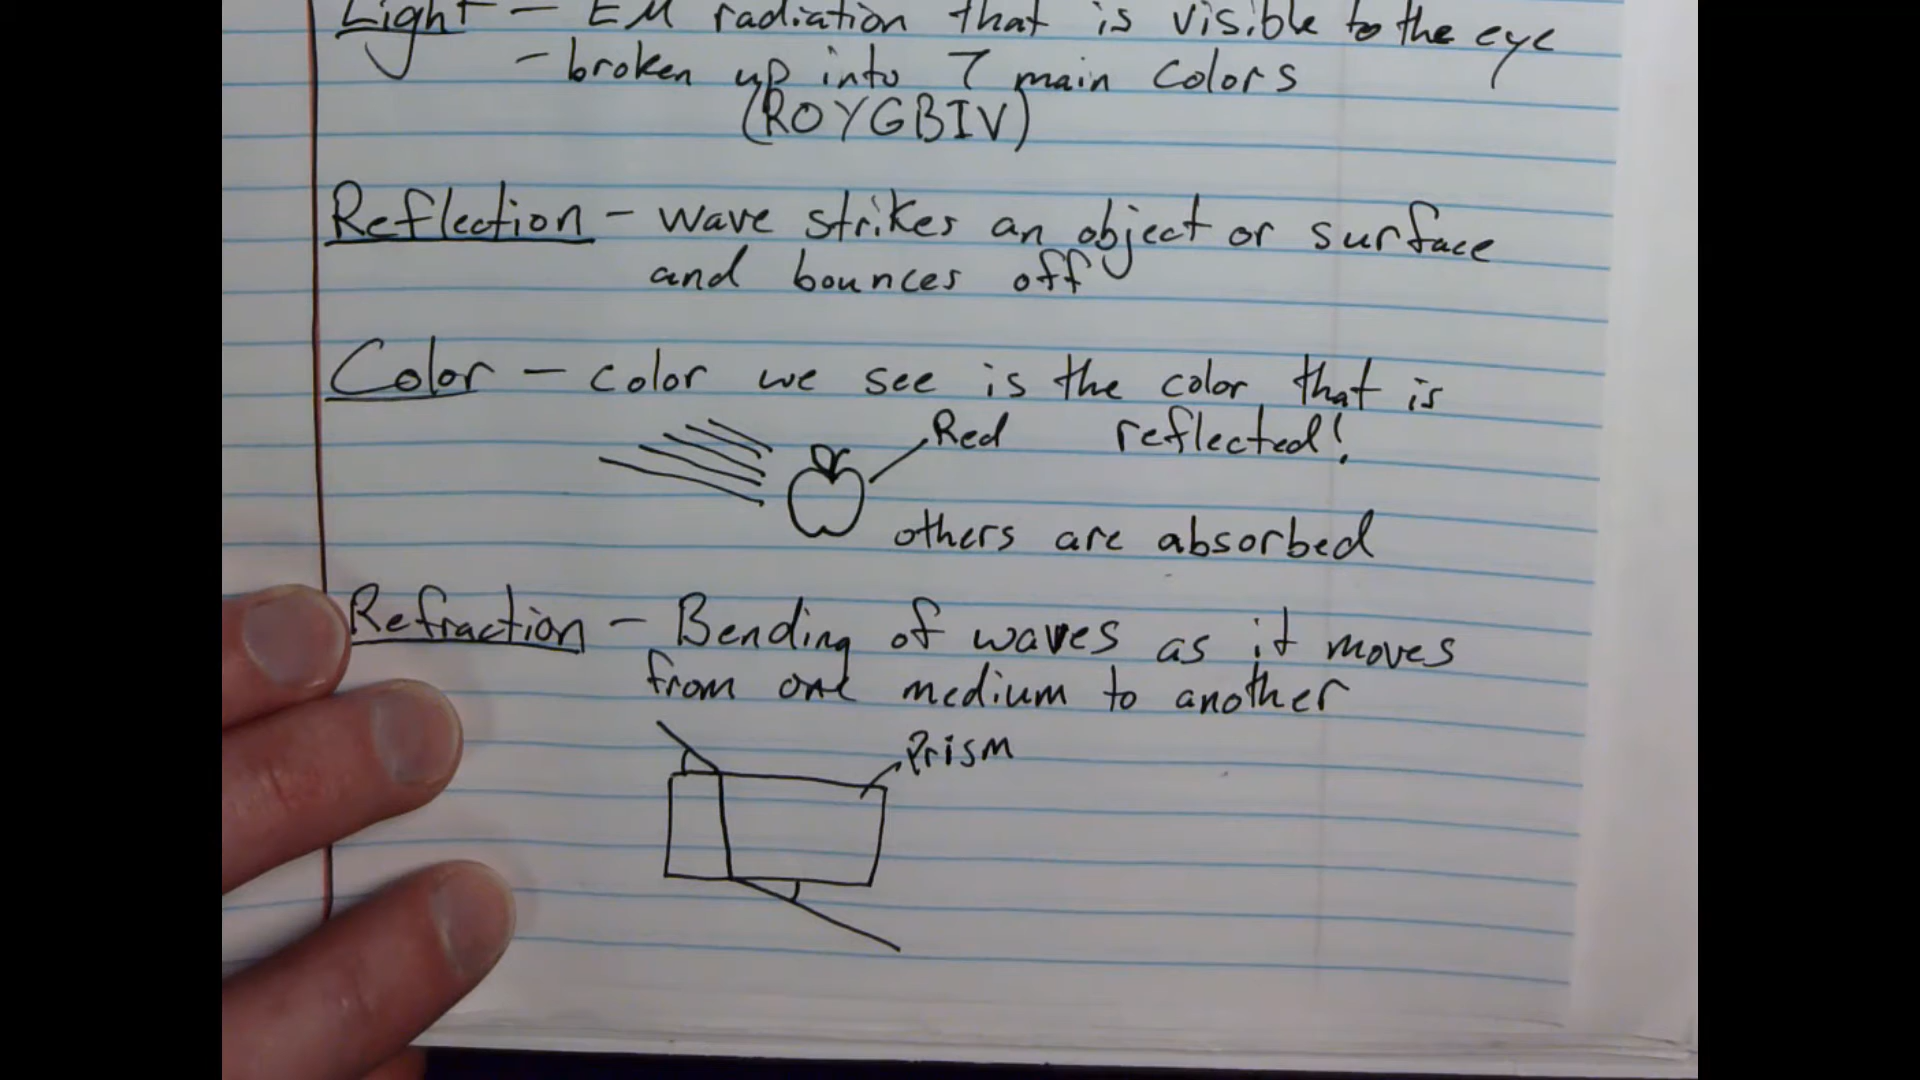 Light - EM radiation that is visible to the eye
- broken up into 7 main colors
(ROYGBIV)
Reflection - wave strikes an object or surface
and bounces off
Color - color we see is the color that is
reflected!
Red
others are absorbed
Refraction - Bending of waves as it moves
from one medium to another
Prism